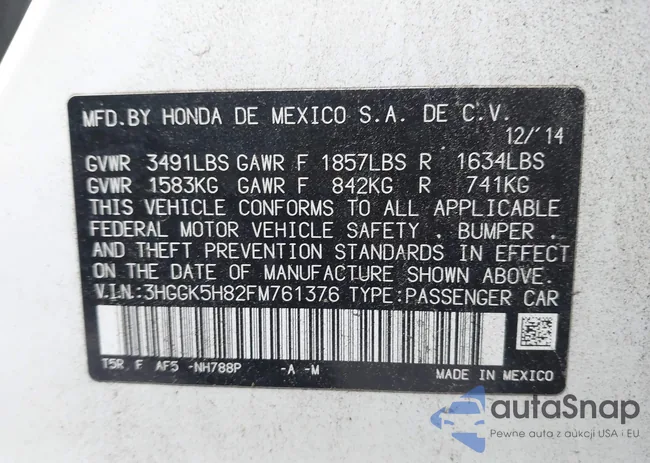 MFD.BY HONDA DE MEXICO S.A. DE C.V.
12/'14
GVWR 3491LBS GAWR F 1857LBS R 1634LBS
GVWR 1583KG GAWR F 842KG R 741KG
THIS VEHICLE CONFORMS TO ALL APPLICABLE
FEDERAL MOTOR VEHICLE SAFETY , BUMPER ,
AND THEFT PREVENTION STANDARDS IN EFFECT
ON THE DATE OF MANUFACTURE SHOWN ABOVE.
V.I.N.:3HGGK5H82FM761376 TYPE:PASSENGER CAR
T5R F AF5 -NH788P -A -M
MADE IN MEXICO
autaSnap
Pewne auta z aukcji USA i EU